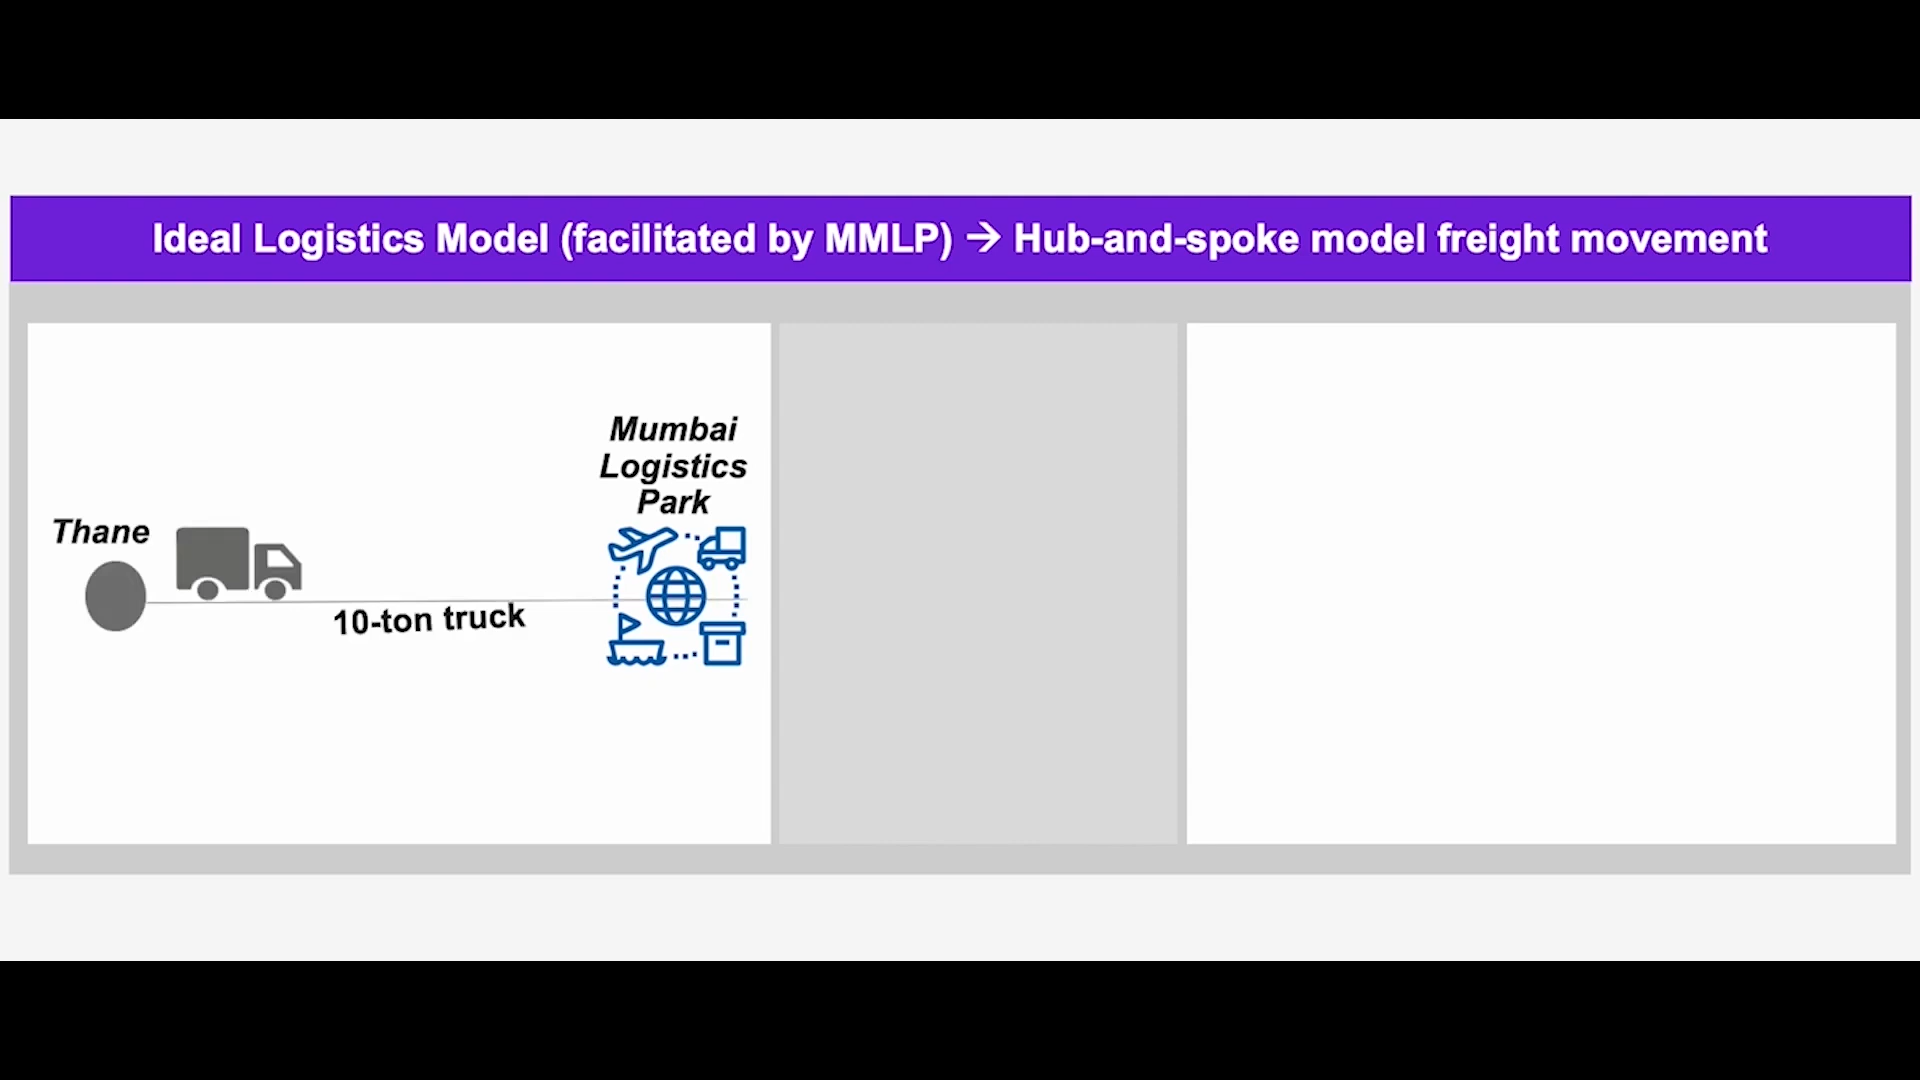 Ideal Logistics Model (facilitated by MMLP) → Hub-and-spoke model freight movement
Mumbai
Logistics
Park
Thane
10-ton truck